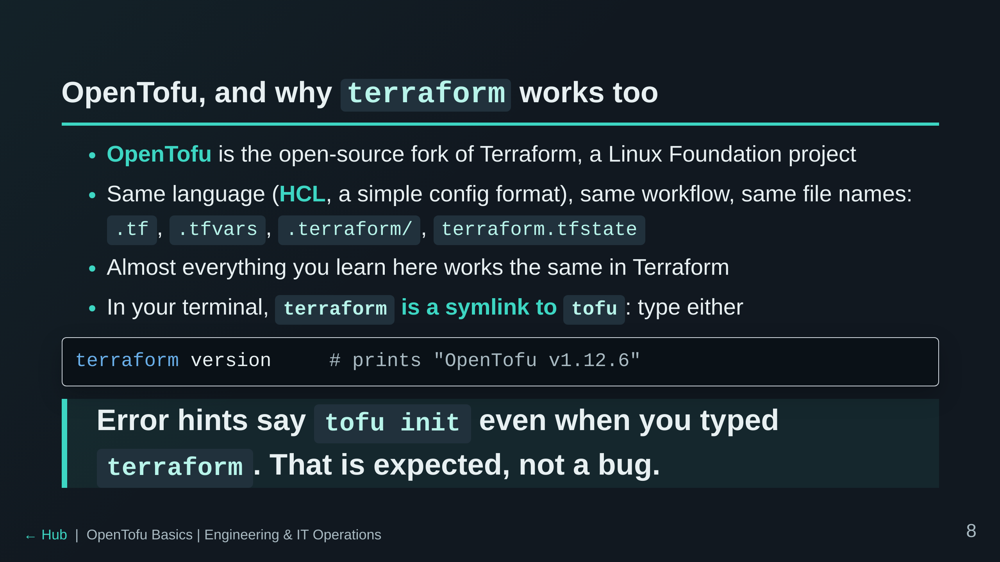 OpenTofu, and why terraform works too
• OpenTofu is the open-source fork of Terraform, a Linux Foundation project
• Same language (HCL, a simple config format), same workflow, same file names:
.tf, .tfvars, .terraform/, terraform.tfstate
• Almost everything you learn here works the same in Terraform
• In your terminal, terraform is a symlink to tofu: type either
terraform version     # prints "OpenTofu v1.12.6"
Error hints say tofu init even when you typed
terraform. That is expected, not a bug.
← Hub | OpenTofu Basics | Engineering & IT Operations
8